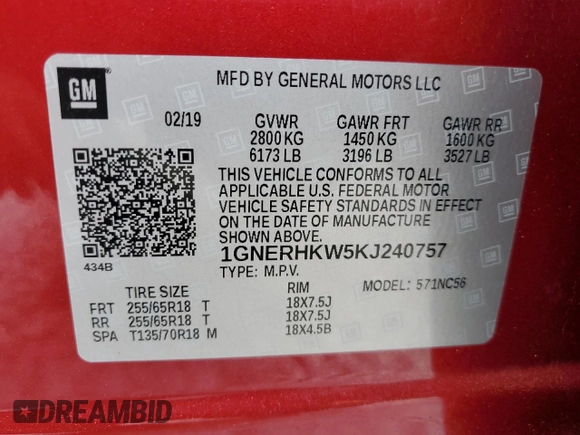 GM
MFD BY GENERAL MOTORS LLC
02/19 GVWR GAWR FRT GAWR RR
2800 KG 1450 KG 1600 KG
6173 LB 3196 LB 3527 LB
THIS VEHICLE CONFORMS TO ALL
APPLICABLE U.S. FEDERAL MOTOR
VEHICLE SAFETY STANDARDS IN EFFECT
ON THE DATE OF MANUFACTURE
SHOWN ABOVE.
434B
1GNERHKW5KJ240757
TYPE: M.P.V.
MODEL: 571NC56
TIRE SIZE RIM
FRT 255/65R18 T 18X7.5J
RR 255/65R18 T 18X7.5J
SPA T135/70R18 M 18X4.5B
DREAMBID